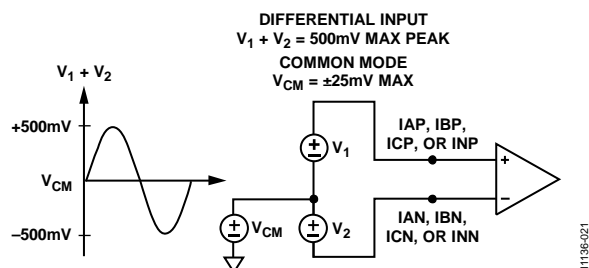 DIFFERENTIAL INPUT
V1 + V2 = 500mV MAX PEAK
COMMON MODE
VCM = ±25mV MAX
V1 + V2
+500mV
VCM
–500mV
V1
IAP, IBP,
ICP, OR INP
+
–
VCM
V2
IAN, IBN,
ICN, OR INN
11136-021